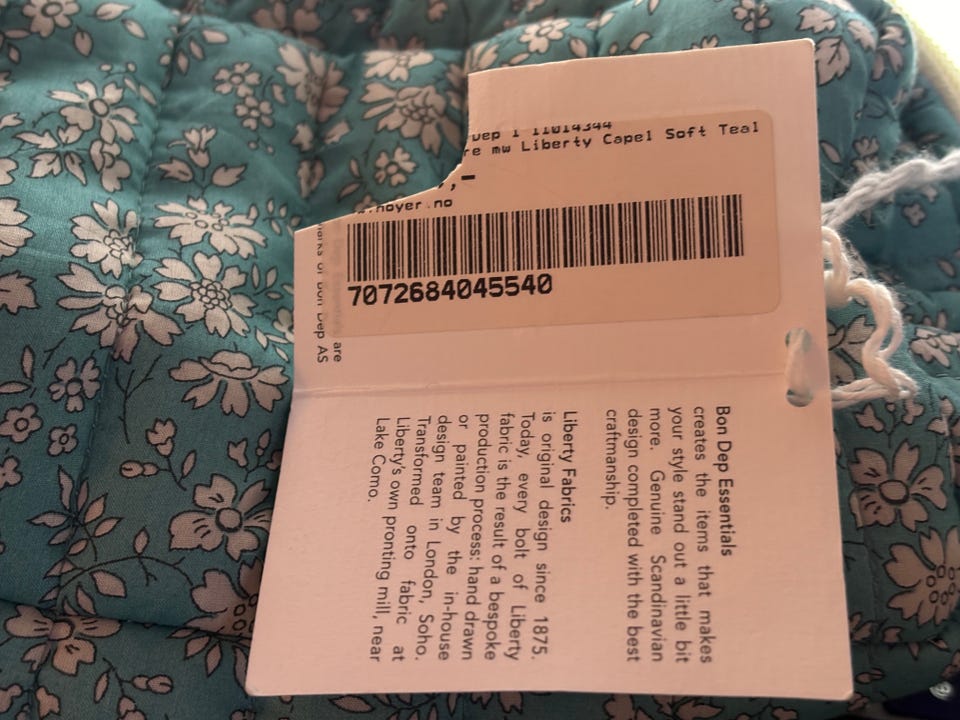 Dep 1 11014344
re mw Liberty Capel Soft Teal
,-
.hoyer.no
7072684045540
are
marks of Bon Dep AS
Bon Dep Essentials
creates the items that makes
your style stand out a little bit
more. Genuine Scandinavian
design completed with the best
craftmanship.
Liberty Fabrics
is original design since 1875.
Today, every bolt of Liberty
fabric is the result of a bespoke
production process: hand drawn
or painted by the in-house
design team in London, Soho.
Transformed onto fabric at
Liberty's own pronting mill, near
Lake Como.